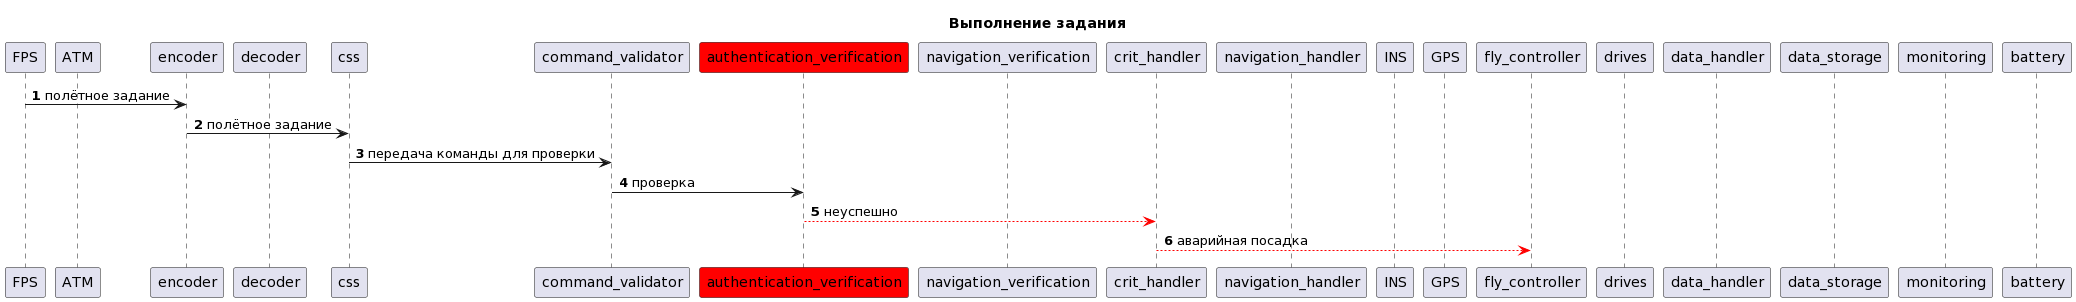 Выполнение задания
FPS ATM encoder decoder css command_validator authentication_verification navigation_verification crit_handler navigation_handler INS GPS fly_controller drives data_handler data_storage monitoring battery
1 полётное задание
2 полётное задание
3 передача команды для проверки
4 проверка
5 неуспешно
6 аварийная посадка
FPS ATM encoder decoder css command_validator authentication_verification navigation_verification crit_handler navigation_handler INS GPS fly_controller drives data_handler data_storage monitoring battery